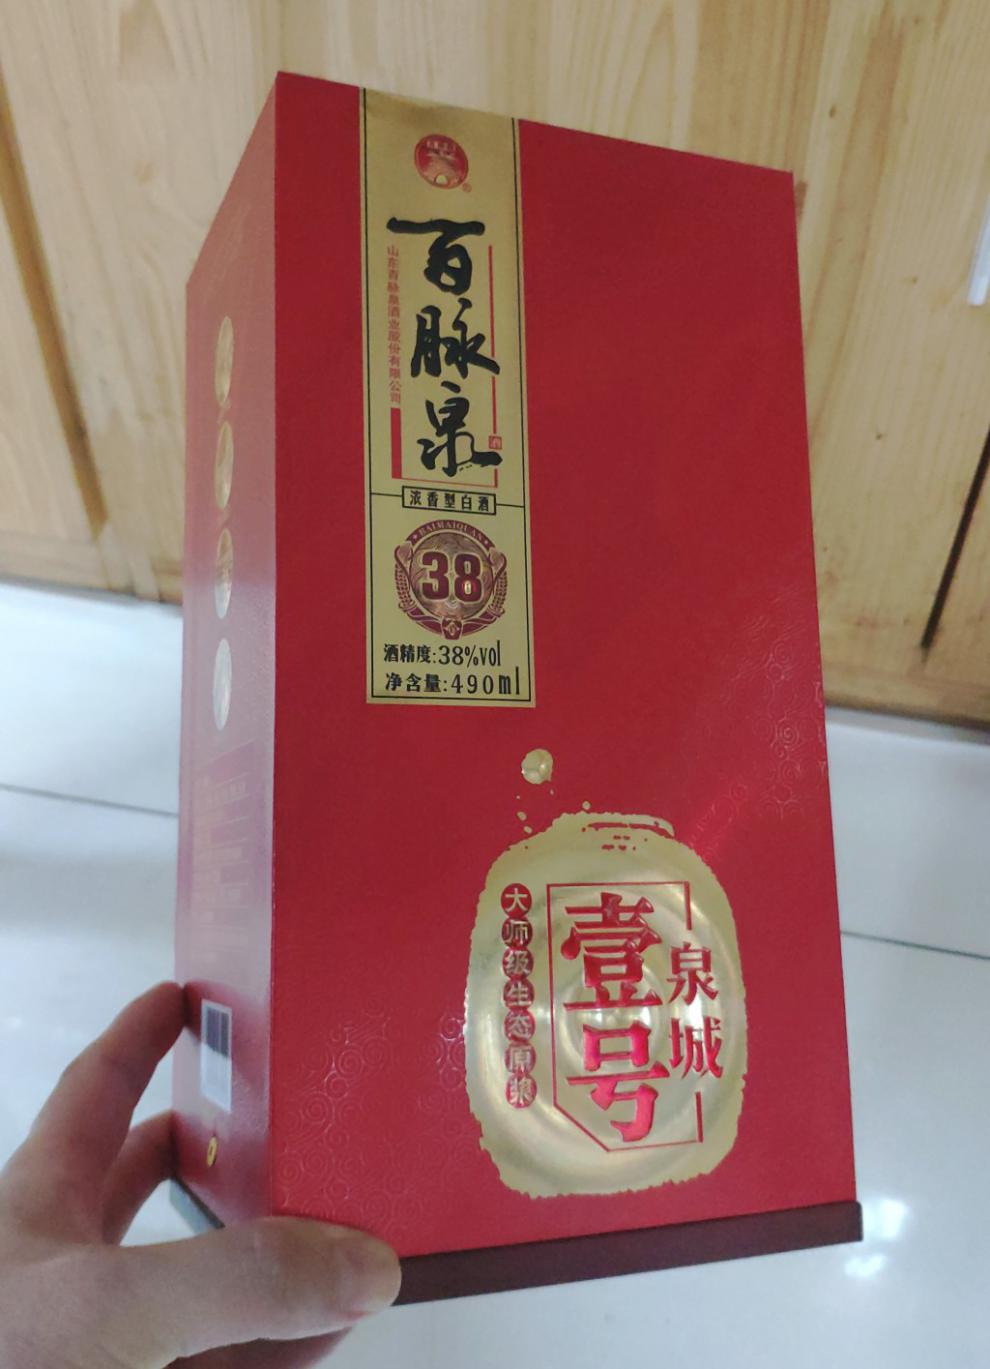 百脉泉
酒
山东百脉泉酒业股份有限公司
浓香型白酒
BAIMAIQUAN
38
酒精度:38%vol
净含量:490ml
泉城
壹号
大师级生态原浆